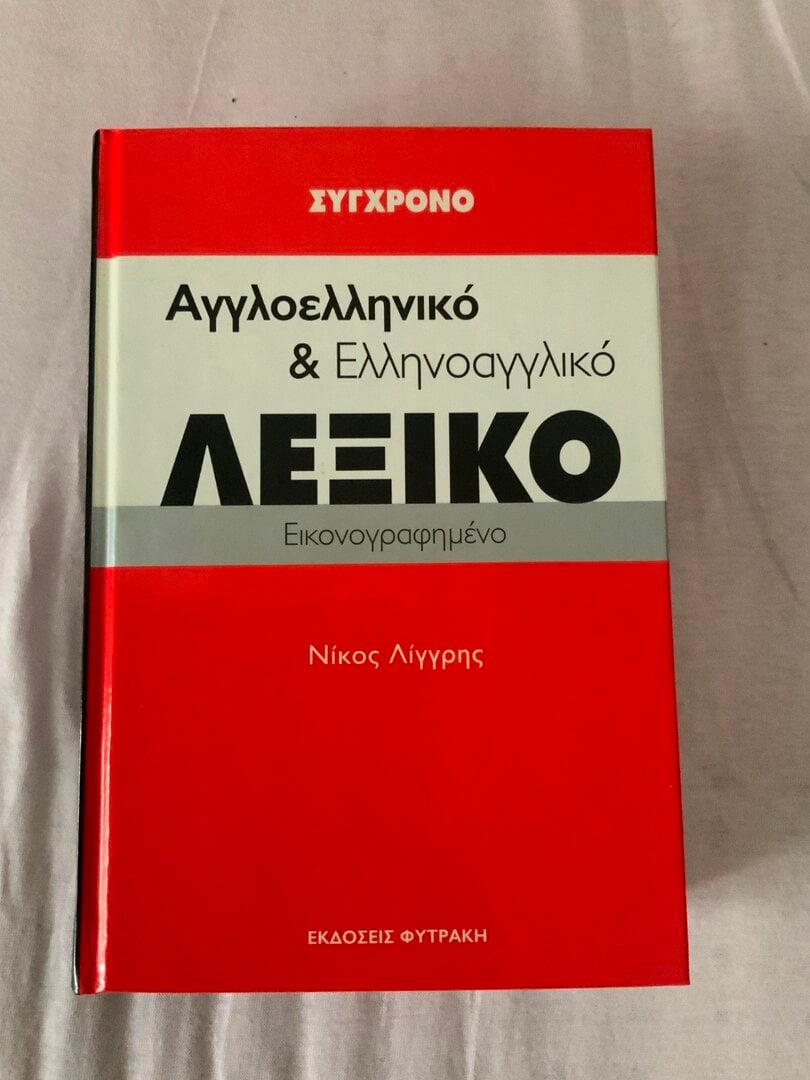 ΣΥΓΧΡΟΝΟ
Αγγλοελληνικό
& Ελληνοαγγλικό
ΛΕΞΙΚΟ
Εικονογραφημένο
Νίκος Λίγγρης
ΕΚΔΟΣΕΙΣ ΦΥΤΡΑΚΗ